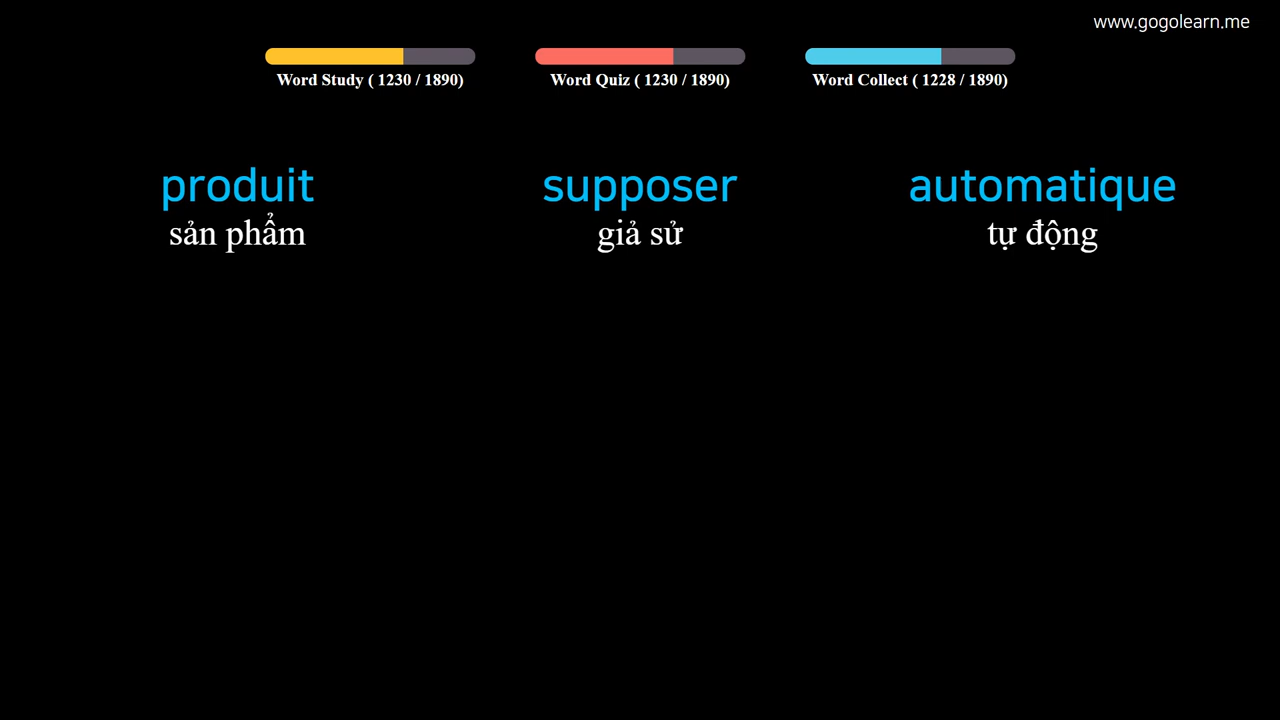 www.gogolearn.me
Word Study ( 1230 / 1890)
Word Quiz ( 1230 / 1890)
Word Collect ( 1228 / 1890)
produit
supposer
automatique
sản phẩm
giả sử
tự động